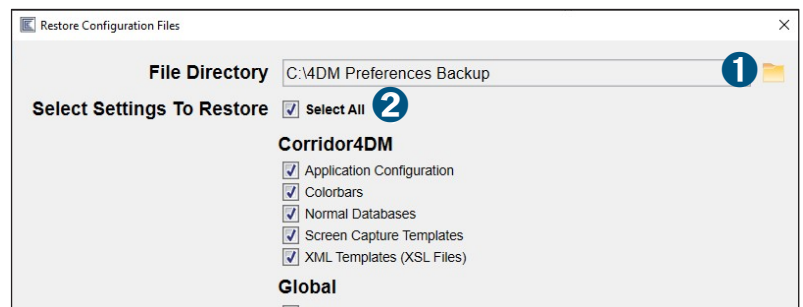 Restore Configuration Files
File Directory C:\4DM Preferences Backup 1
Select Settings To Restore Select All 2
Corridor4DM
Application Configuration
Colorbars
Normal Databases
Screen Capture Templates
XML Templates (XSL Files)
Global